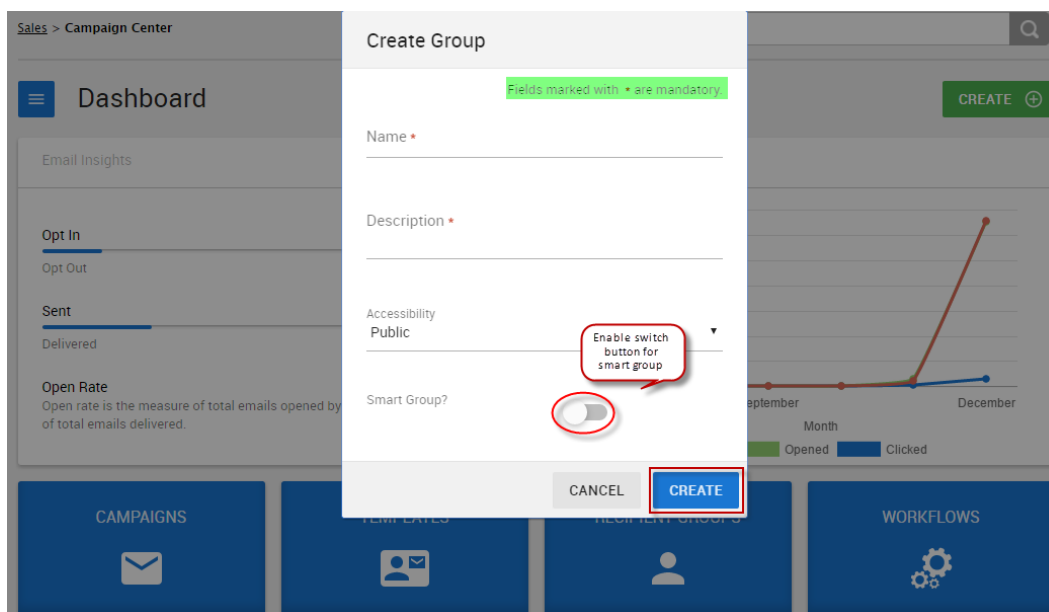 Sales > Campaign Center
Dashboard
CREATE
Email Insights
Opt In
Opt Out
Sent
Delivered
Open Rate
Open rate is the measure of total emails opened by
of total emails delivered.
Create Group
Fields marked with * are mandatory.
Name *
Description *
Accessibility
Public
Enable switch
button for
smart group
Smart Group?
CANCEL
CREATE
eptember
December
Month
Opened
Clicked
CAMPAIGNS
TEMPLATES
RECIPIENT GROUPS
WORKFLOWS